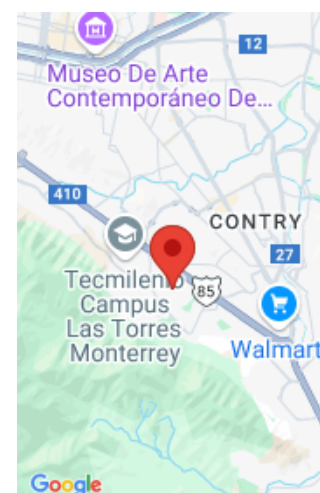 12
Museo De Arte
Contemporáneo De...
410
CONTRY
27
Tecmilenio
Campus
Las Torres
Monterrey
85
Walmart
Google